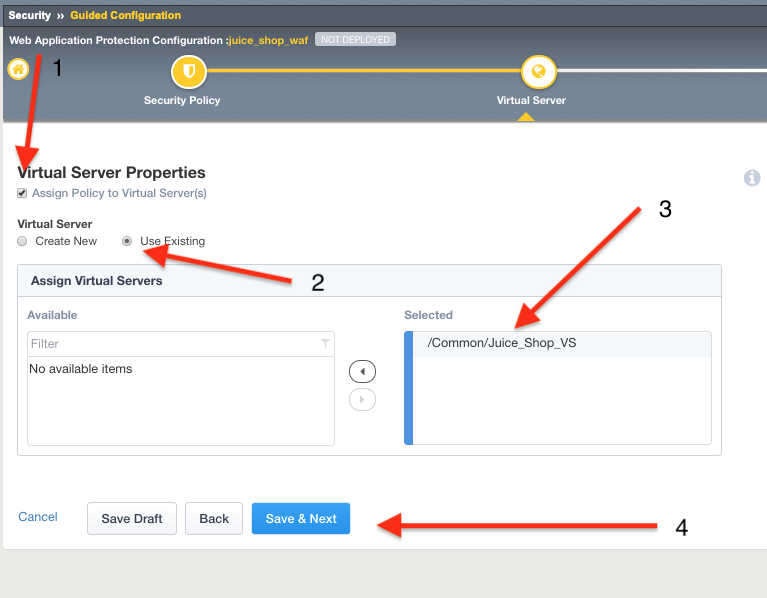 Security » Guided Configuration
Web Application Protection Configuration :juice_shop_waf NOT DEPLOYED
1
Security Policy Virtual Server
Virtual Server Properties
Assign Policy to Virtual Server(s)
3
Virtual Server
Create New Use Existing
2
Assign Virtual Servers
Available Selected
Filter /Common/Juice_Shop_VS
No available items
Cancel Save Draft Back Save & Next
4